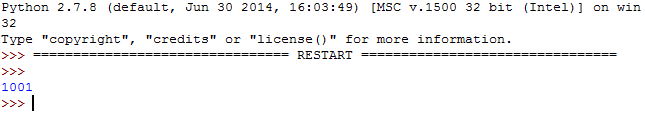 Python 2.7.8 (default, Jun 30 2014, 16:03:49) [MSC v.1500 32 bit (Intel)] on win
32
Type "copyright", "credits" or "license()" for more information.
>>> ================================ RESTART ================================
>>>
1001
>>>